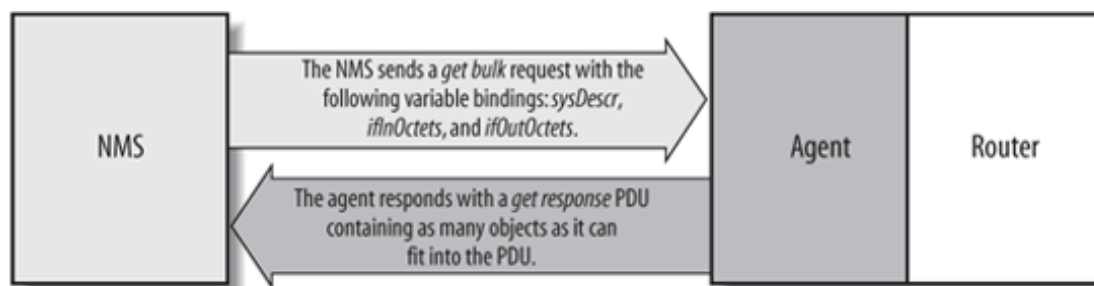 NMS
The NMS sends a get bulk request with the
following variable bindings: sysDescr,
ifInOctets, and ifOutOctets.
The agent responds with a get response PDU
containing as many objects as it can
fit into the PDU.
Agent
Router